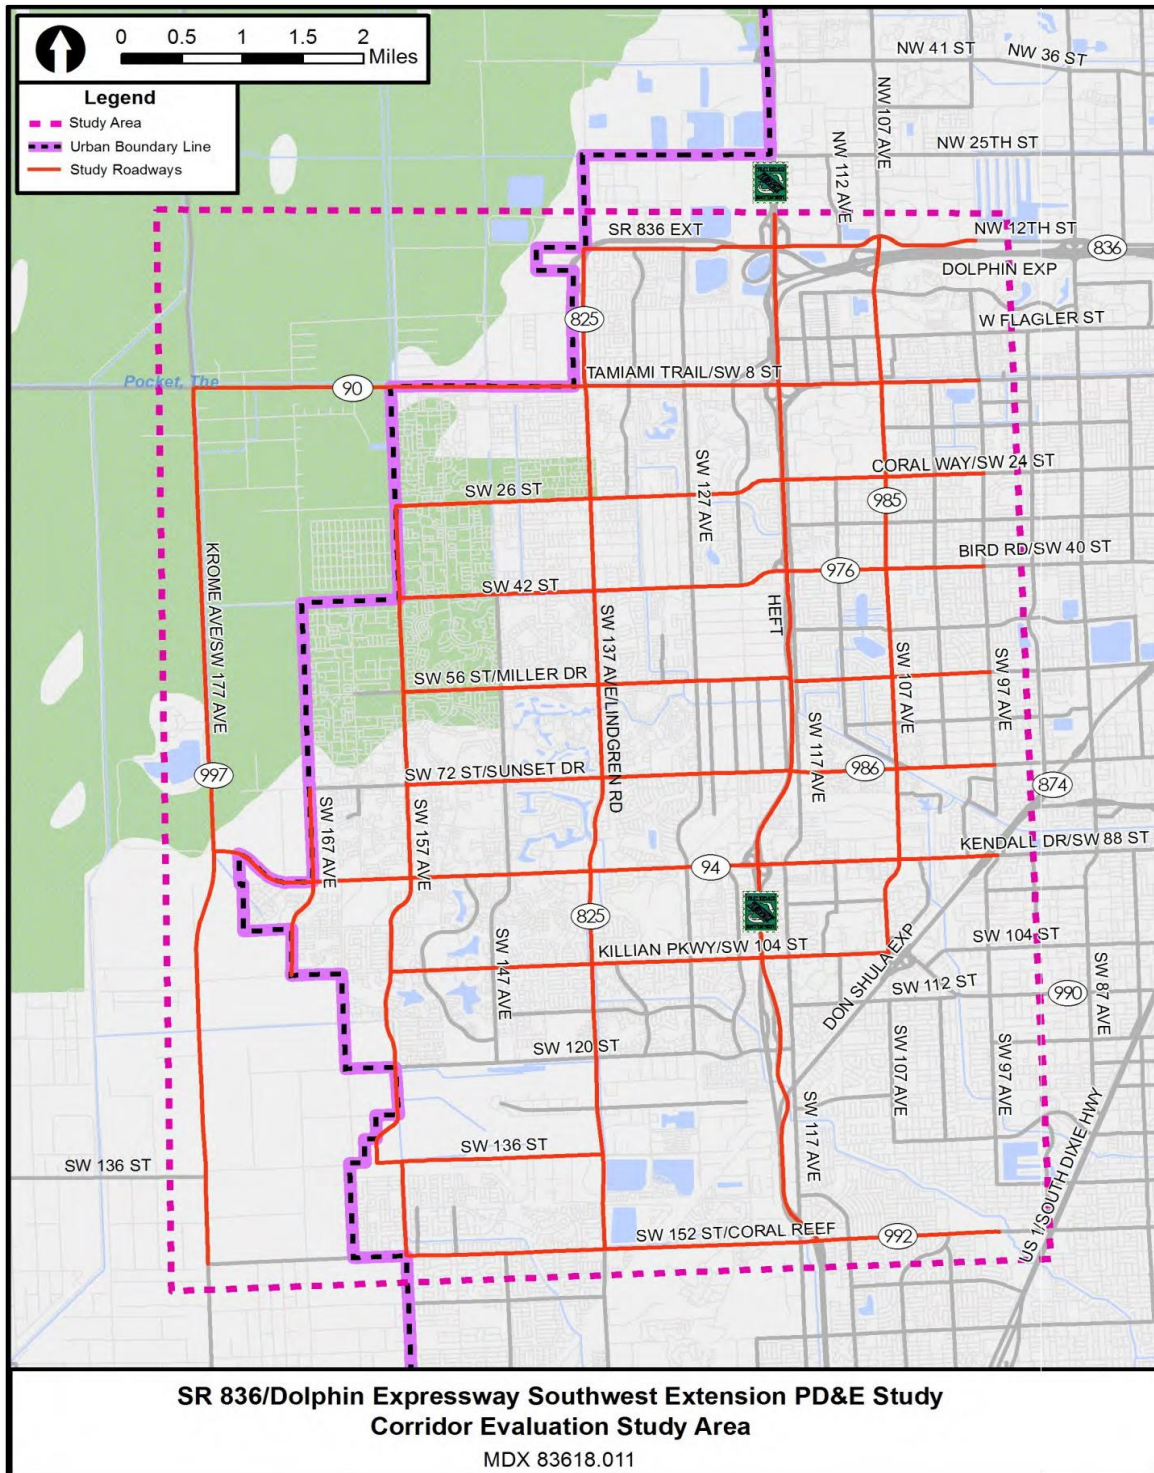 0 0.5 1 1.5 2
Miles
Legend
Study Area
Urban Boundary Line
Study Roadways
NW 41 ST
NW 36 ST
NW 107 AVE
NW 25TH ST
NW 112 AVE
SR 836 EXT
NW 12TH ST
836
DOLPHIN EXP
825
W FLAGLER ST
Pocket, The
90
TAMIAMI TRAIL/SW 8 ST
CORAL WAY/SW 24 ST
SW 26 ST
SW 127 AVE
985
KROME AVE/SW 177 AVE
BIRD RD/SW 40 ST
976
SW 42 ST
HEFT
SW 137 AVE/LINDGREN RD
SW 56 ST/MILLER DR
SW 107 AVE
SW 97 AVE
SW 117 AVE
997
SW 72 ST/SUNSET DR
986
874
SW 167 AVE
SW 157 AVE
KENDALL DR/SW 88 ST
94
825
SW 147 AVE
KILLIAN PKWY/SW 104 ST
SW 104 ST
DON SHULA EXP
SW 112 ST
990
SW 87 AVE
SW 120 ST
SW 107 AVE
SW 97 AVE
SW 117 AVE
SW 136 ST
SW 136 ST
US 1/SOUTH DIXIE HWY
SW 152 ST/CORAL REEF
992
SR 836/Dolphin Expressway Southwest Extension PD&E Study
Corridor Evaluation Study Area
MDX 83618.011